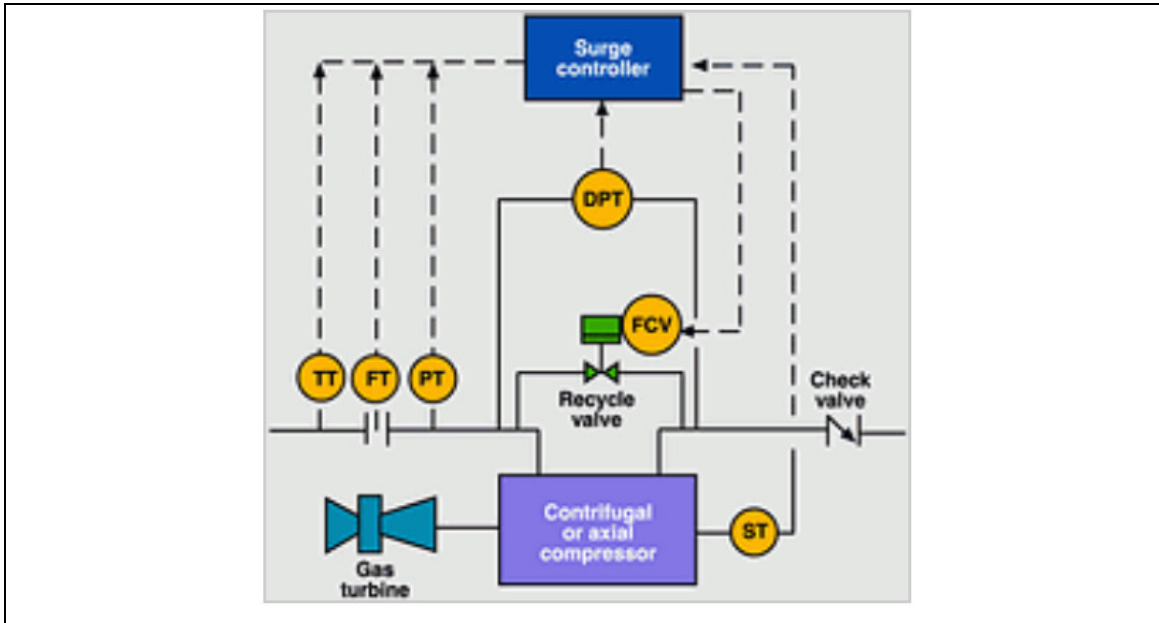 Surge
controller
DPT
FCV
TT
FT
PT
Recycle
valve
Check
valve
Contrifugal
or axial
compressor
ST
Gas
turbine